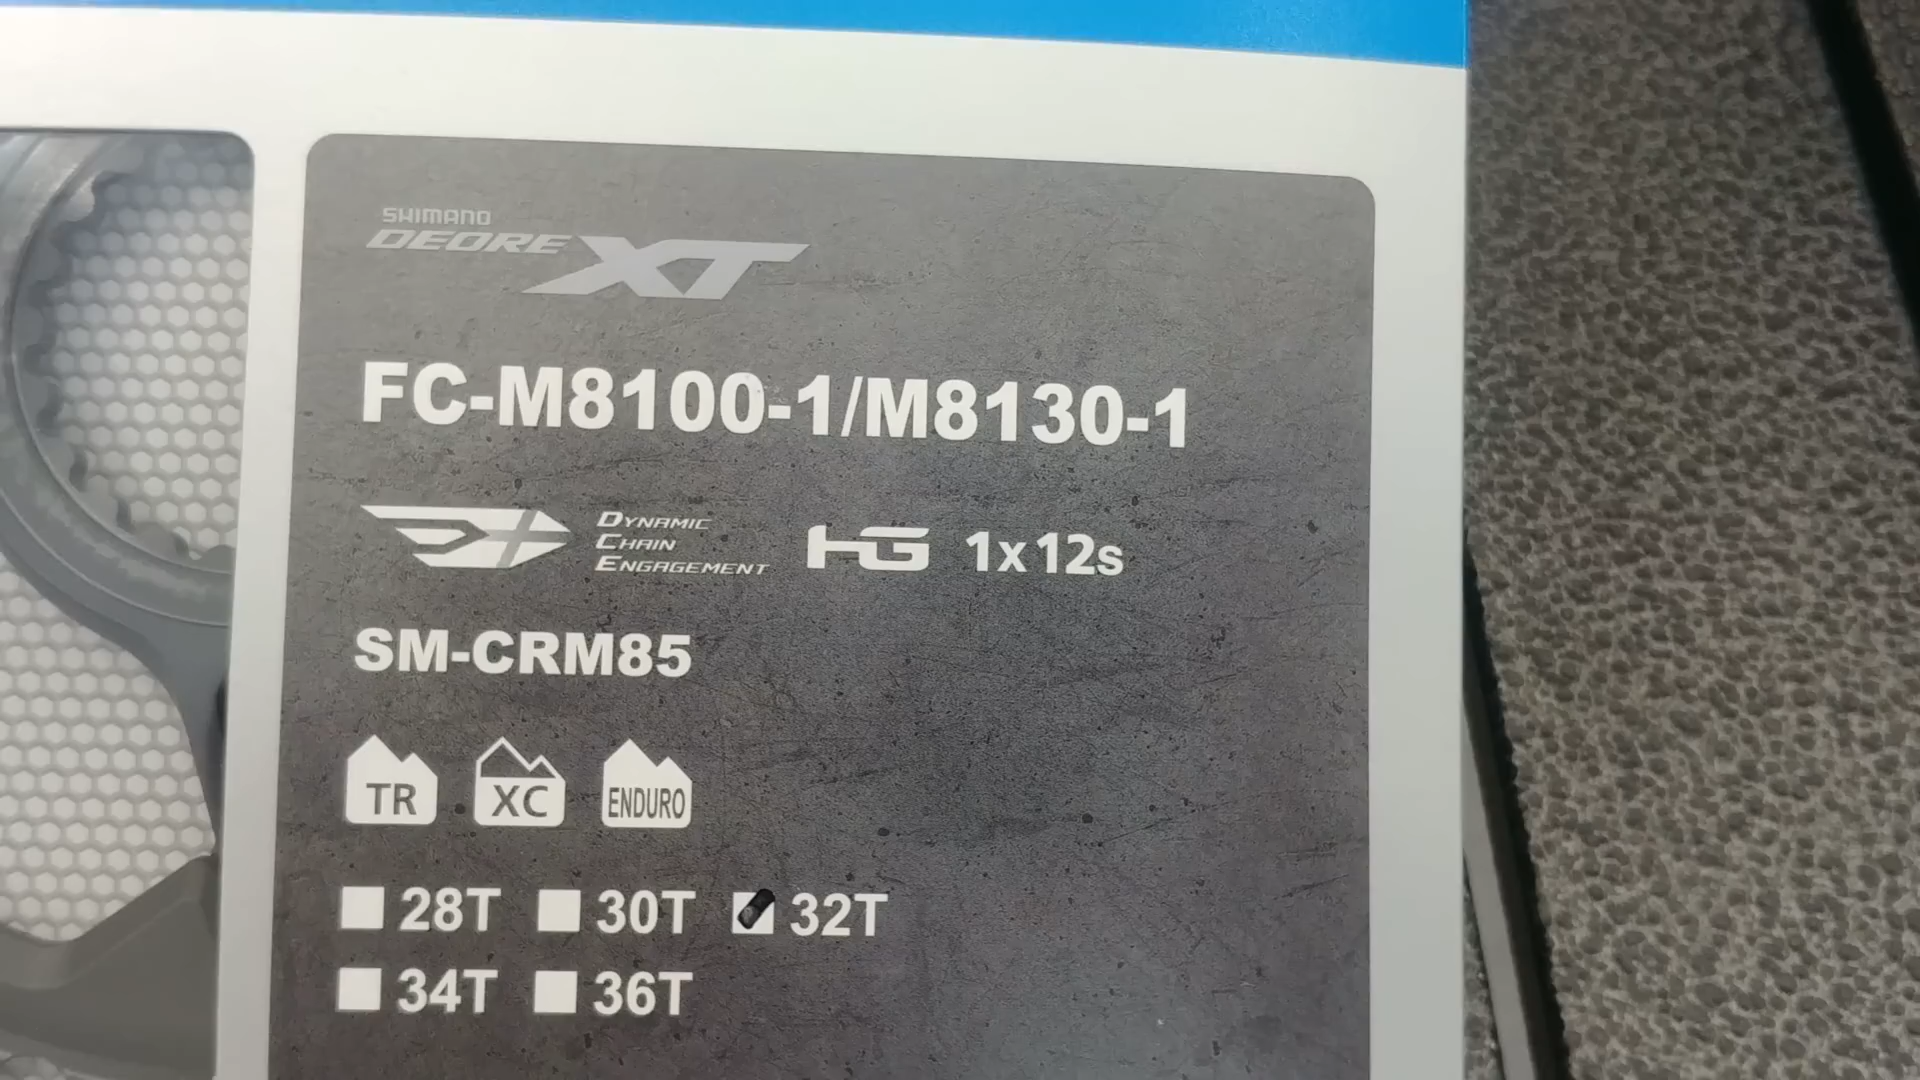 SHIMANO
DEORE XT
FC-M8100-1/M8130-1
DYNAMIC
CHAIN
ENGAGEMENT
HG 1x12s
SM-CRM85
TR XC ENDURO
28T 30T 32T
34T 36T